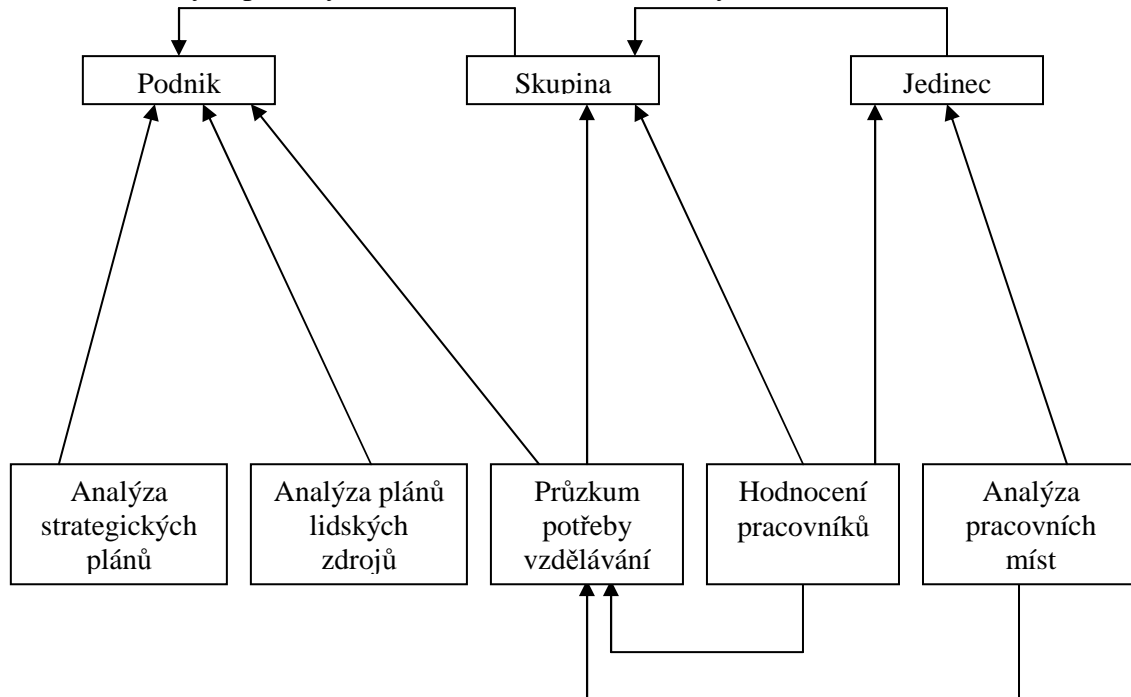 Podnik
Skupina
Jedinec
Analýza
strategických
plánů
Analýza plánů
lidských
zdrojů
Průzkum
potřeby
vzdělávání
Hodnocení
pracovníků
Analýza
pracovních
míst